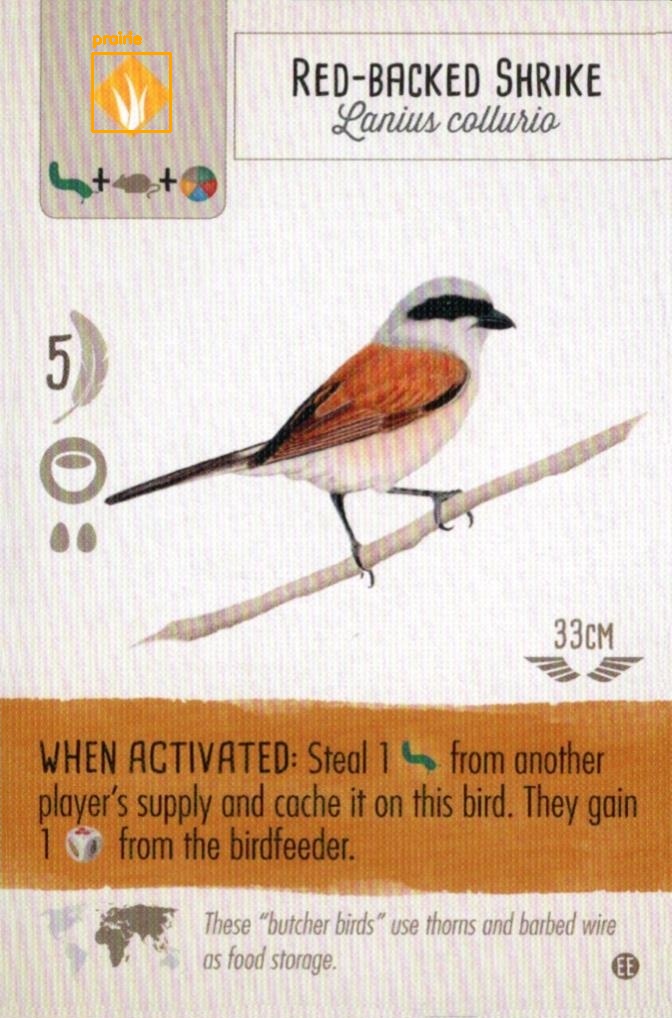 prairie
RED-BACKED SHRIKE
Lanius collurio
+ +
5
33CM
WHEN ACTIVATED: Steal 1 from another
player's supply and cache it on this bird. They gain
1 from the birdfeeder.
These "butcher birds" use thorns and barbed wire
as food storage.
EE